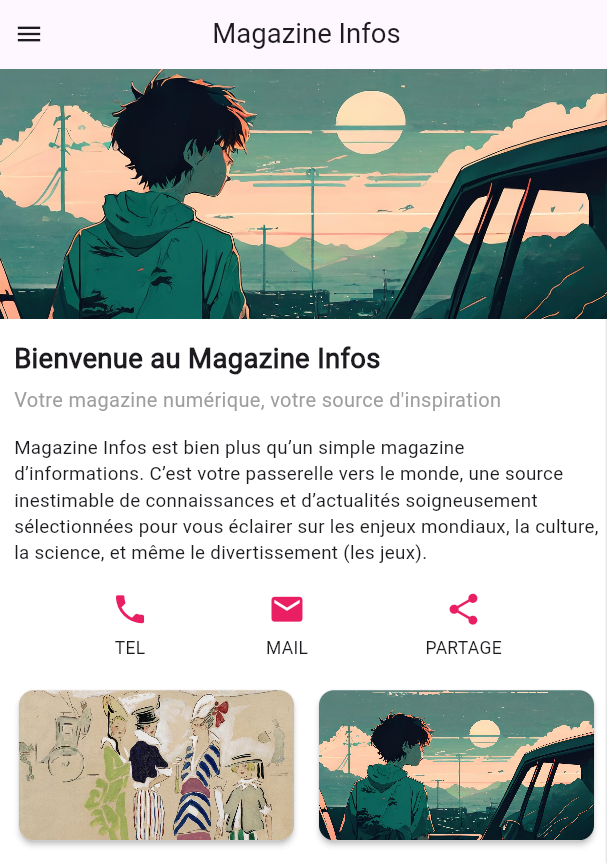 Magazine Infos
Bienvenue au Magazine Infos
Votre magazine numérique, votre source d'inspiration
Magazine Infos est bien plus qu’un simple magazine
d’informations. C’est votre passerelle vers le monde, une source
inestimable de connaissances et d’actualités soigneusement
sélectionnées pour vous éclairer sur les enjeux mondiaux, la culture,
la science, et même le divertissement (les jeux).
TEL MAIL PARTAGE